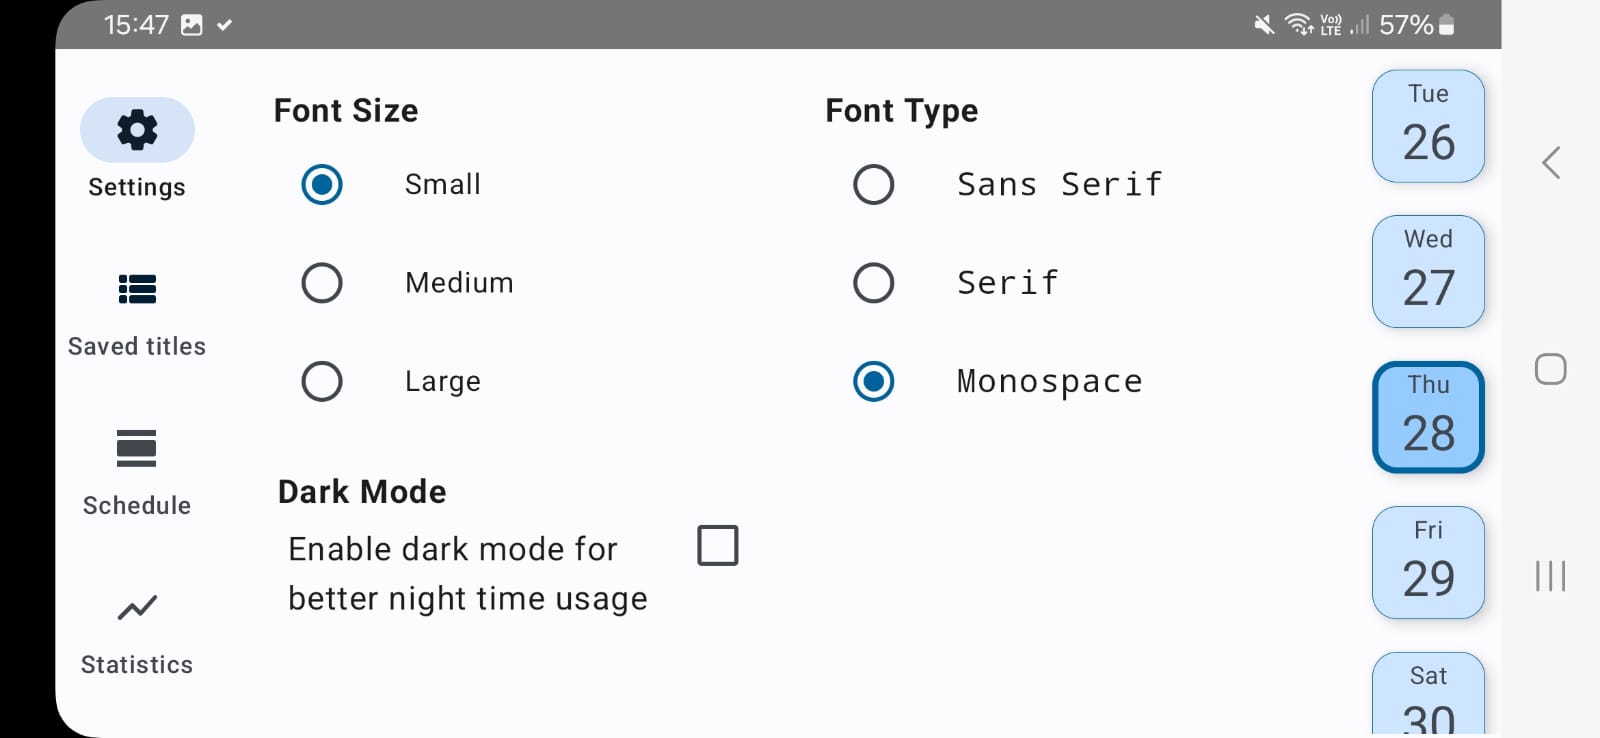 15:47
Vo))
LTE
57%
Settings
Saved titles
Schedule
Statistics
Font Size
Small
Medium
Large
Font Type
Sans Serif
Serif
Monospace
Dark Mode
Enable dark mode for
better night time usage
Tue
26
Wed
27
Thu
28
Fri
29
Sat
30